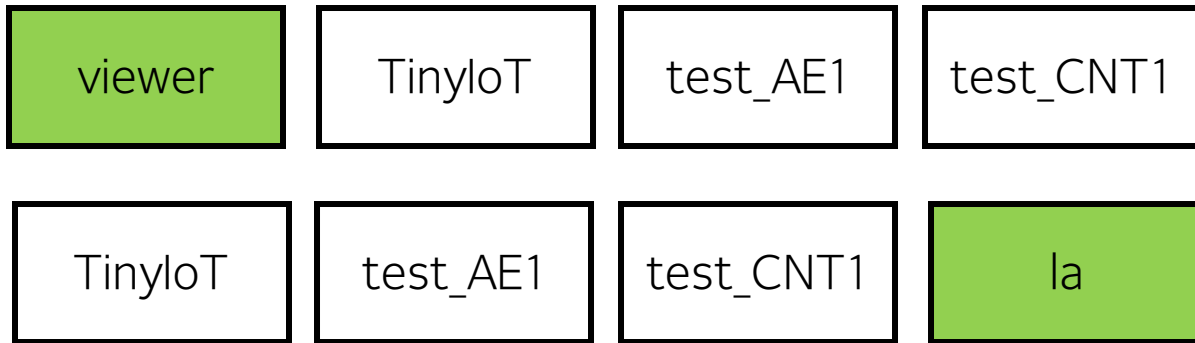 viewer TinyIoT test_AE1 test_CNT1
TinyIoT test_AE1 test_CNT1 la